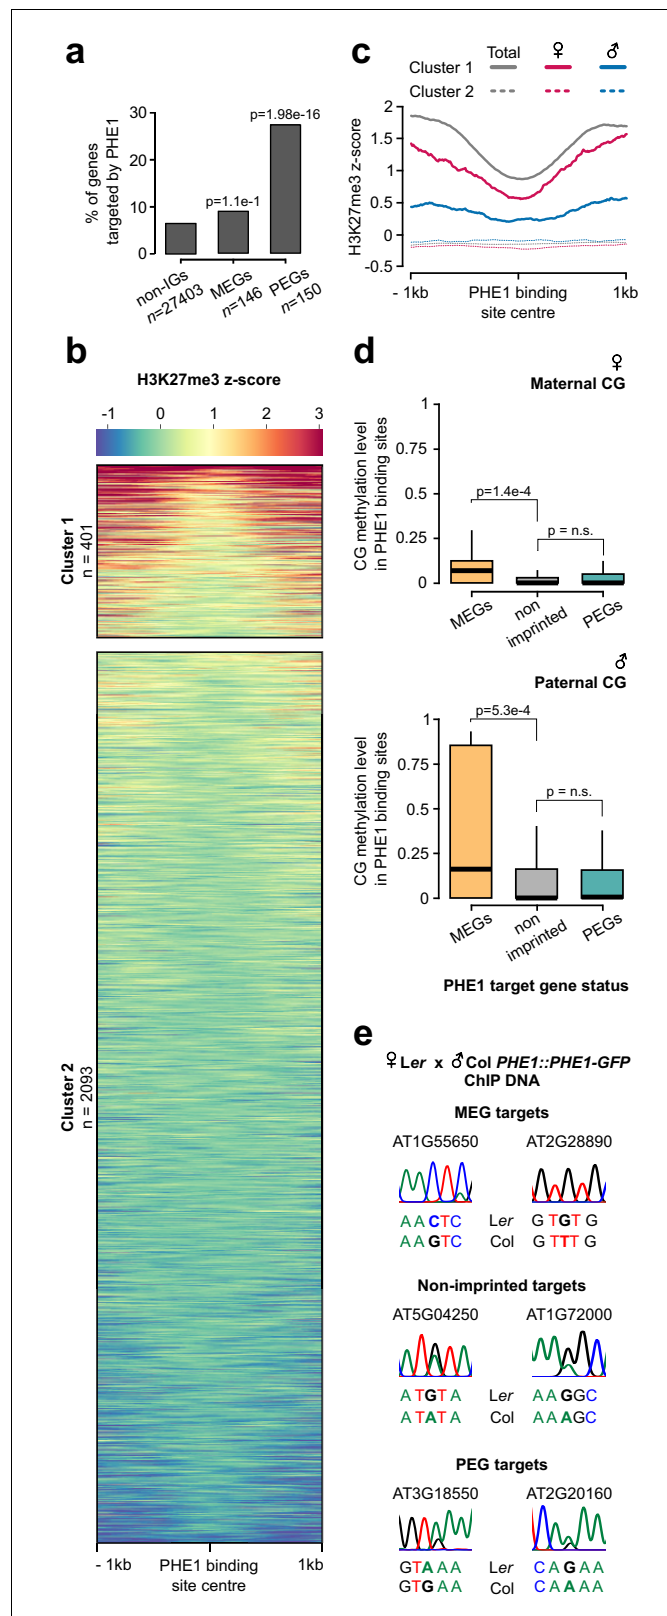 a
% of genes
targeted by PHE1
30
20
10
0
p=1.1e-1
p=1.98e-16
non-IGs
n=27403
MEGs
n=146
PEGs
n=150
b
H3K27me3 z-score
-1 0 1 2 3
Cluster 1
n = 401
Cluster 2
n = 2093
- 1kb PHE1 binding 1kb
site centre
c
Total ♀ ♂
Cluster 1
Cluster 2
H3K27me3 z-score
2
1.5
1
0.5
0
-0.5
- 1kb PHE1 binding 1kb
site centre
d
♀
Maternal CG
CG methylation level
in PHE1 binding sites
1
0.75
0.5
0.25
0
p=1.4e-4
p = n.s.
MEGs
non
imprinted
PEGs
♂
Paternal CG
CG methylation level
in PHE1 binding sites
1
0.75
0.5
0.25
0
p=5.3e-4
p = n.s.
MEGs
non
imprinted
PEGs
PHE1 target gene status
e
♀ Ler x ♂ Col PHE1::PHE1-GFP
ChIP DNA
MEG targets
AT1G55650 AT2G28890
A A C T C Ler G T G T G
A A G T C Col G T T T G
Non-imprinted targets
AT5G04250 AT1G72000
A T G T A Ler A A G G C
A T A T A Col A A A G C
PEG targets
AT3G18550 AT2G20160
G T A A A Ler C A G A A
G T G A A Col C A A A A